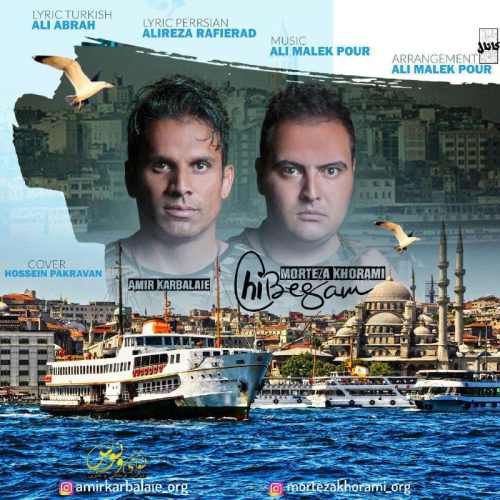 LYRIC TURKISH
ALI ABRAH
LYRIC PERRSIAN
ALIREZA RAFIERAD
MUSIC
ALI MALEK POUR
ARRANGEMENT
ALI MALEK POUR
COVER
HOSSEIN PAKRAVAN
AMIR KARBALAIE
MORTEZA KHORAMI
Chi Begam
amirkarbalaie_org
mortezakhorami_org